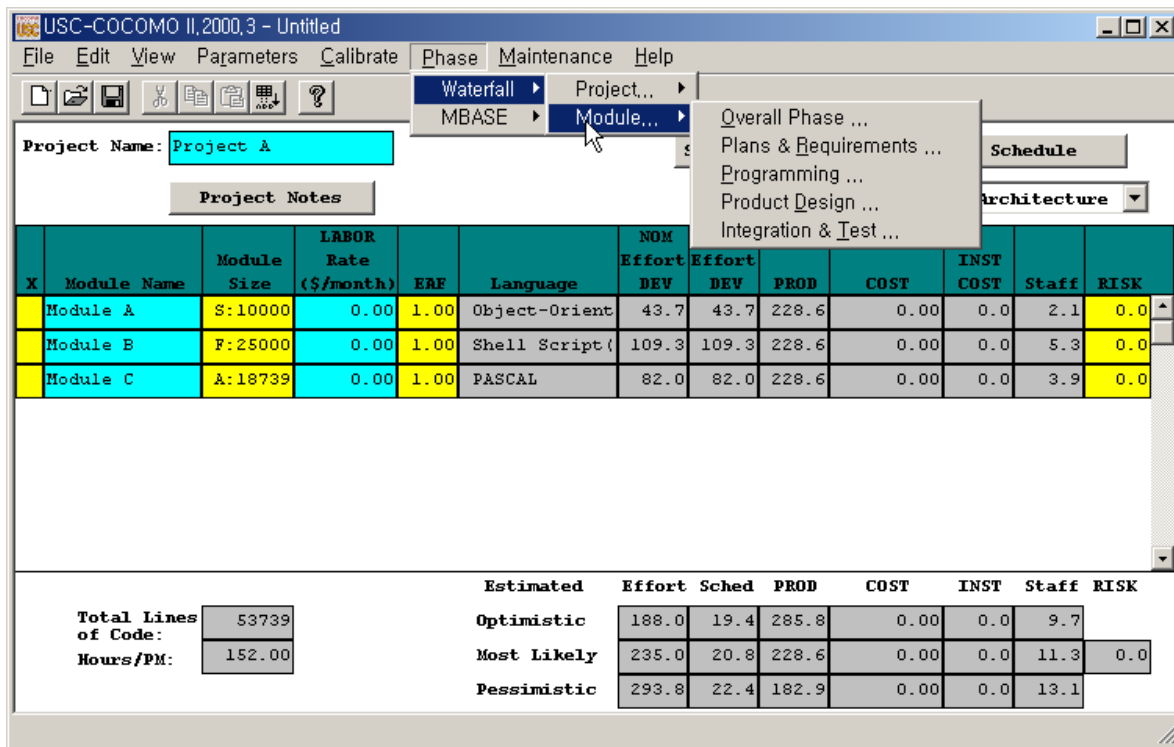 USC-COCOMO II,2000,3 - Untitled
File Edit View Parameters Calibrate Phase Maintenance Help
Waterfall Project...
MBASE Module...
Overall Phase ...
Plans & Requirements ...
Programming ...
Product Design ...
Integration & Test ...
Project Name: Project A
S
Schedule
Project Notes
Architecture
X Module Name Module Size LABOR Rate ($/month) EAF Language NOM Effort DEV Effort DEV PROD COST INST COST Staff RISK
Module A S:10000 0.00 1.00 Object-Orient 43.7 43.7 228.6 0.00 0.0 2.1 0.0
Module B F:25000 0.00 1.00 Shell Script( 109.3 109.3 228.6 0.00 0.0 5.3 0.0
Module C A:18739 0.00 1.00 PASCAL 82.0 82.0 228.6 0.00 0.0 3.9 0.0
Estimated Effort Sched PROD COST INST Staff RISK
Total Lines of Code: 53739
Optimistic 188.0 19.4 285.8 0.00 0.0 9.7
Hours/PM: 152.00
Most Likely 235.0 20.8 228.6 0.00 0.0 11.3 0.0
Pessimistic 293.8 22.4 182.9 0.00 0.0 13.1